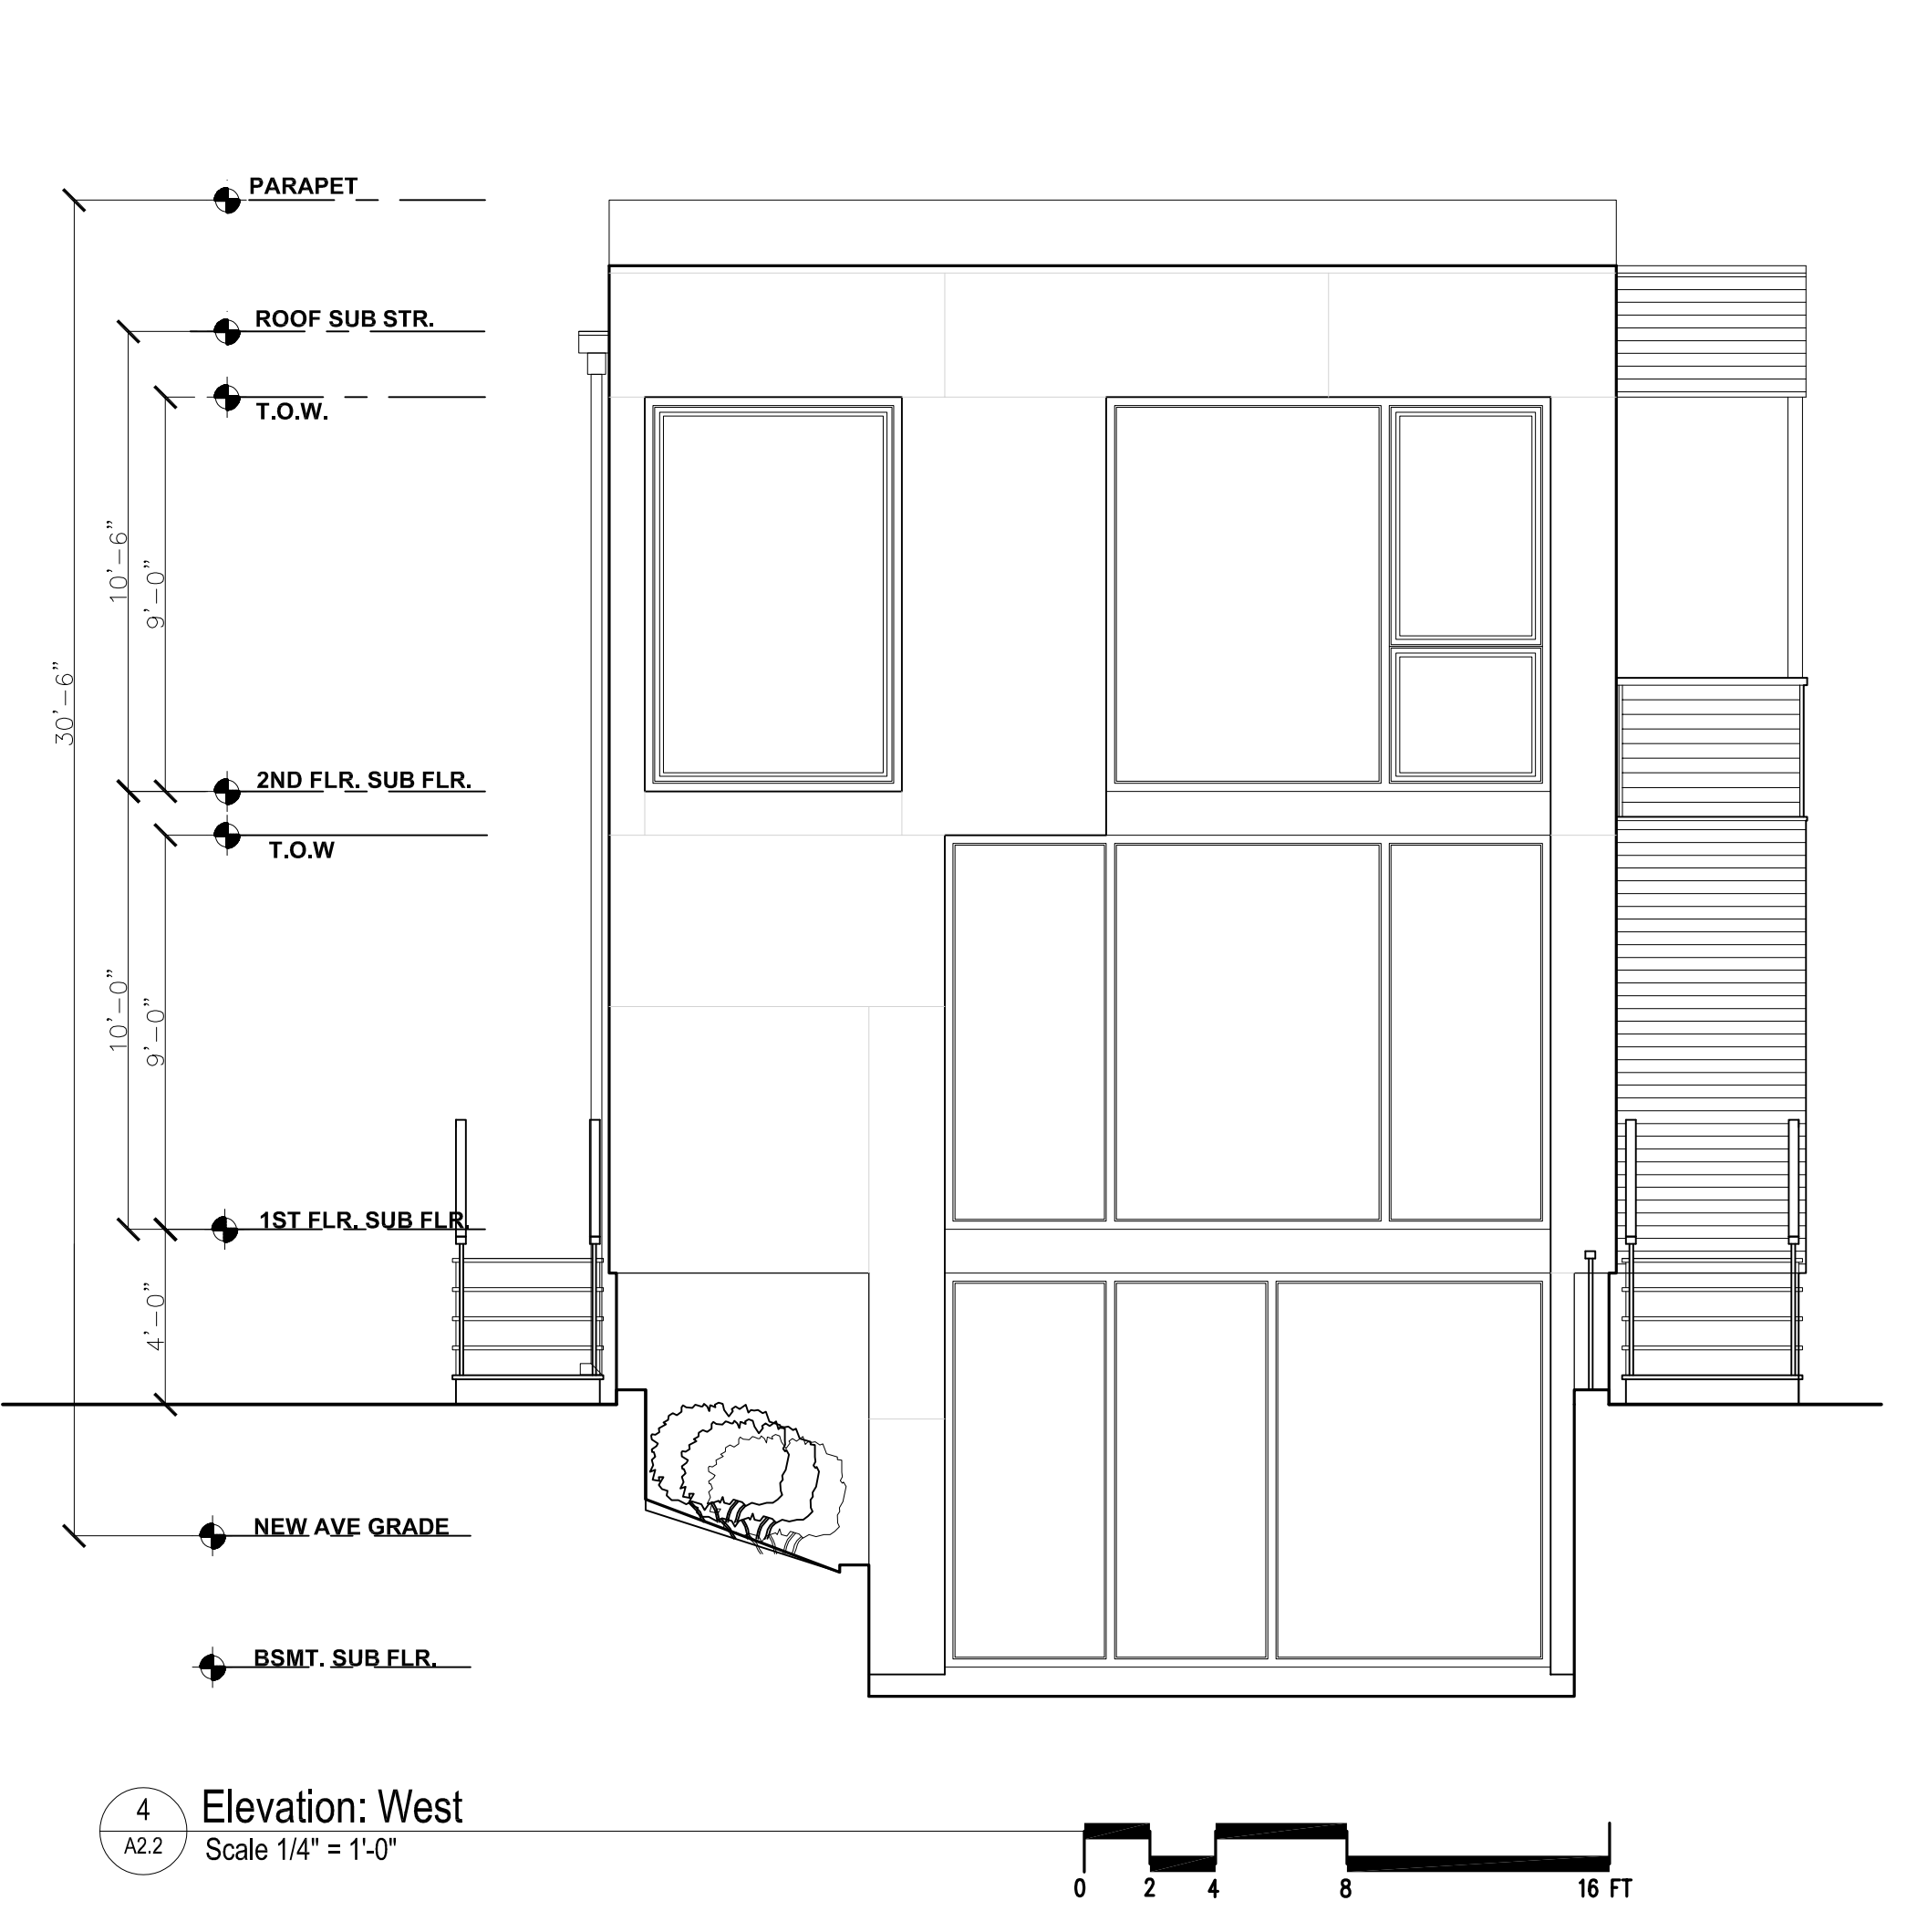 PARAPET
ROOF SUB STR.
T.O.W.
10'-6"
9'-0"
30'-6"
2ND FLR. SUB FLR.
T.O.W
10'-0"
9'-0"
1ST FLR. SUB FLR.
4'-0"
NEW AVE GRADE
BSMT. SUB FLR.
4
A2.2
Elevation: West
Scale 1/4" = 1'-0"
0 2 4 8 16 FT